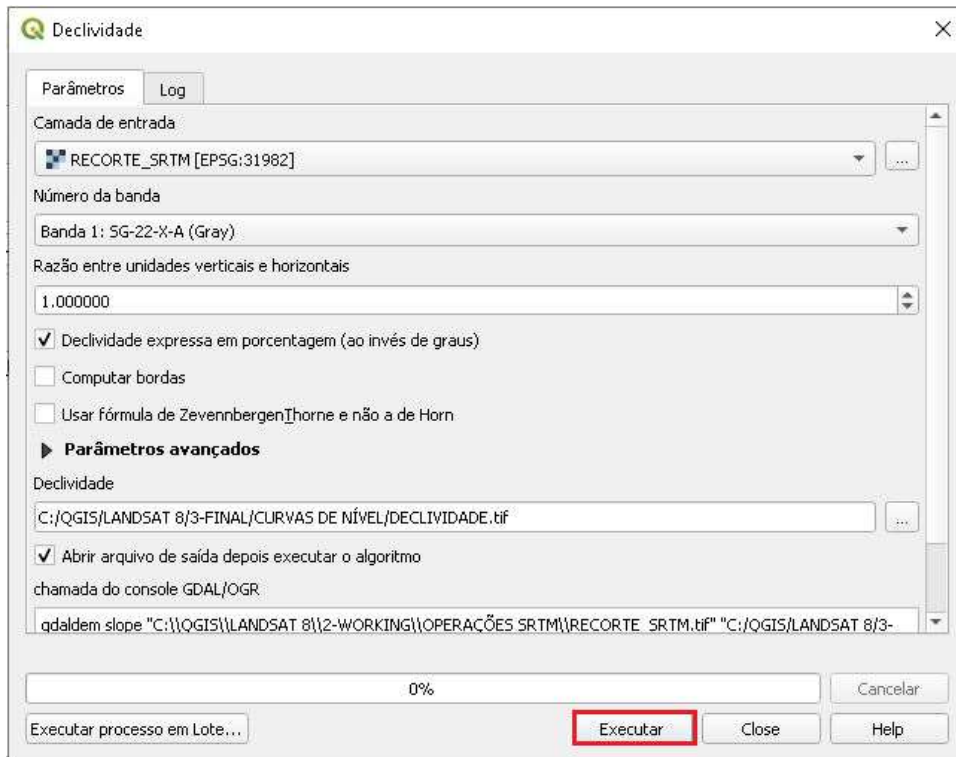 Declividade
Parâmetros
Log
Camada de entrada
RECORTE_SRTM [EPSG:31982]
...
Número da banda
Banda 1: SG-22-X-A (Gray)
Razão entre unidades verticais e horizontais
1.000000
Declividade expressa em porcentagem (ao invés de graus)
Computar bordas
Usar fórmula de ZevennbergenThorne e não a de Horn
Parâmetros avançados
Declividade
C:/QGIS/LANDSAT 8/3-FINAL/CURVAS DE NÍVEL/DECLIVIDADE.tif
...
Abrir arquivo de saída depois executar o algoritmo
chamada do console GDAL/OGR
gdaldem slope "C:\\QGIS\\LANDSAT 8\\2-WORKING\\OPERAÇÕES SRTM\\RECORTE_SRTM.tif" "C:/QGIS/LANDSAT 8/3-
0%
Cancelar
Executar processo em Lote...
Executar
Close
Help